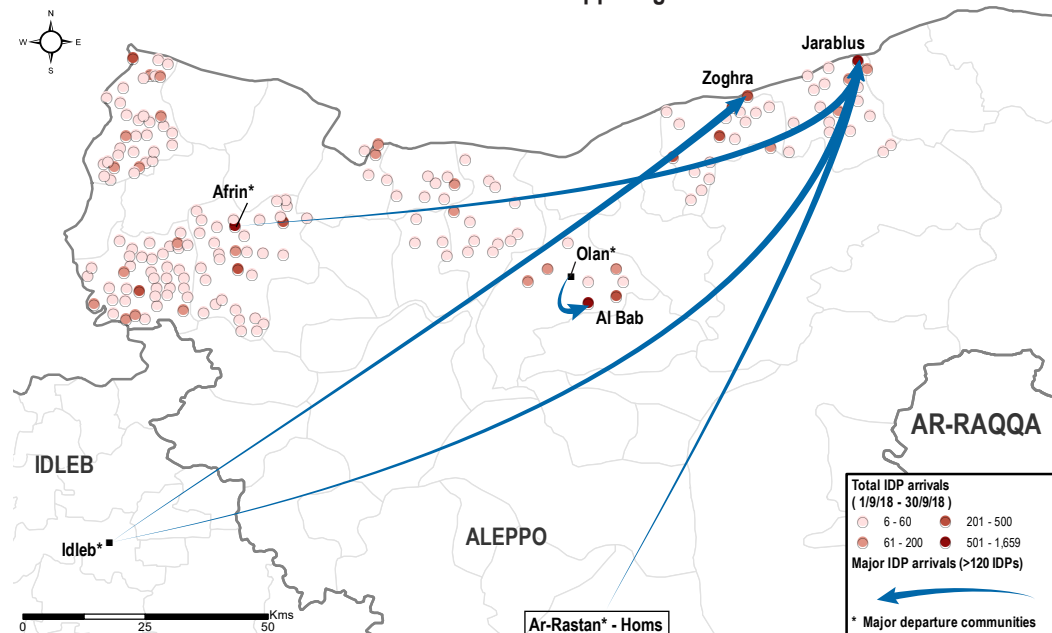 N
W E
S
Jarablus
Zoghra
Afrin*
Olan*
Al Bab
AR-RAQQA
IDLEB
ALEPPO
Idleb*
Total IDP arrivals
( 1/9/18 - 30/9/18 )
6 - 60 201 - 500
61 - 200 501 - 1,659
Major IDP arrivals (>120 IDPs)
* Major departure communities
Kms
0 25 50
Ar-Rastan* - Homs